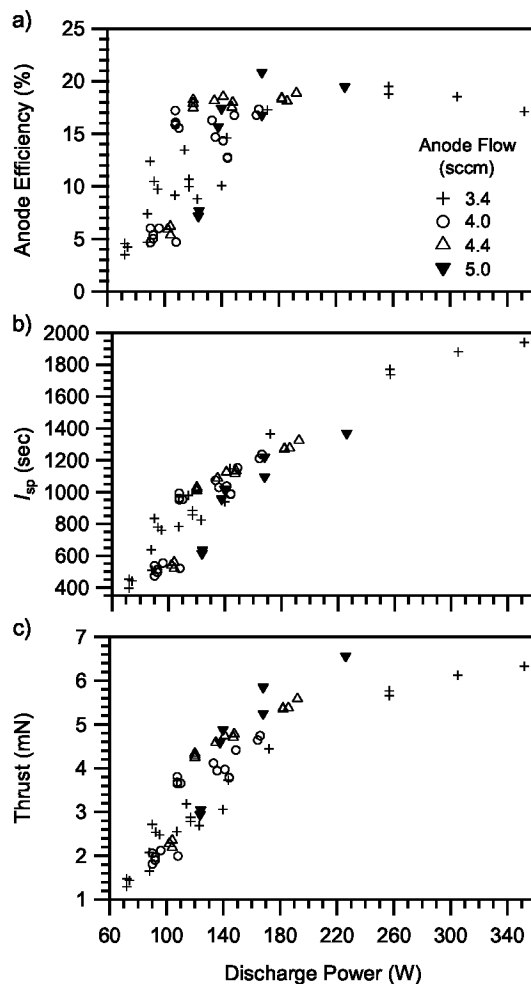 a)
25
20
15
10
5
0
Anode Efficiency (%)
Anode Flow
(sccm)
3.4
4.0
4.4
5.0
b)
2000
1800
1600
1400
1200
1000
800
600
400
Isp (sec)
c)
7
6
5
4
3
2
1
Thrust (mN)
60 100 140 180 220 260 300 340
Discharge Power (W)